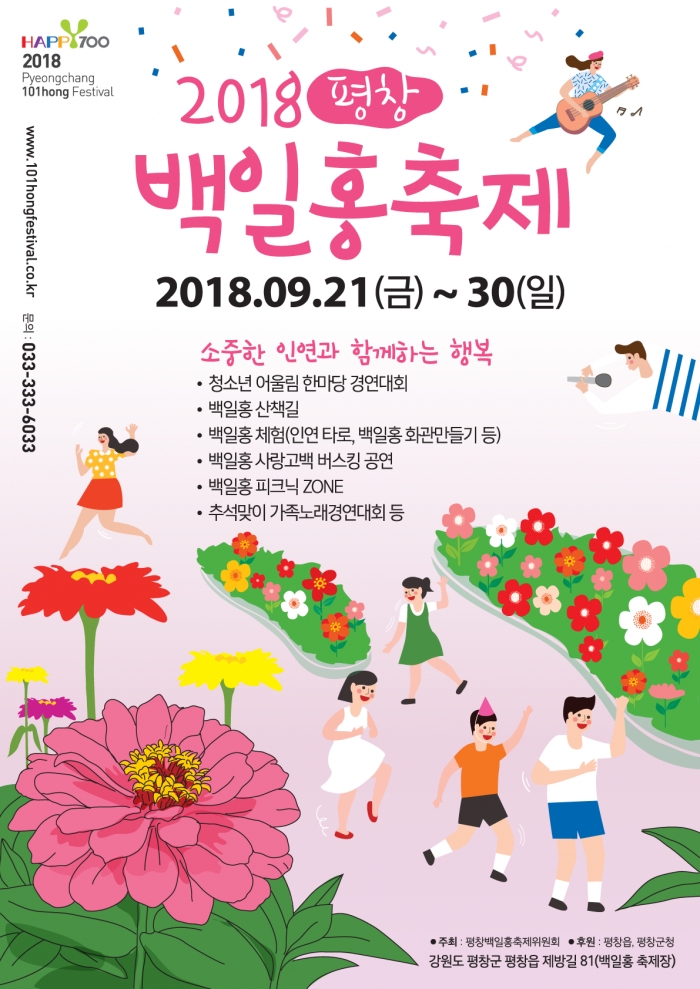 HAPPY700
2018
Pyeongchang
101hong Festival
www.101hongfestival.co.kr
문의 : 033-333-6033
2018 평창
백일홍축제
2018.09.21(금) ~ 30(일)
소중한 인연과 함께하는 행복
• 청소년 어울림 한마당 경연대회
• 백일홍 산책길
• 백일홍 체험(인연 타로, 백일홍 화관만들기 등)
• 백일홍 사랑고백 버스킹 공연
• 백일홍 피크닉 ZONE
• 추석맞이 가족노래경연대회 등
● 주최 : 평창백일홍축제위원회 ● 후원 : 평창읍, 평창군청
강원도 평창군 평창읍 제방길 81(백일홍 축제장)